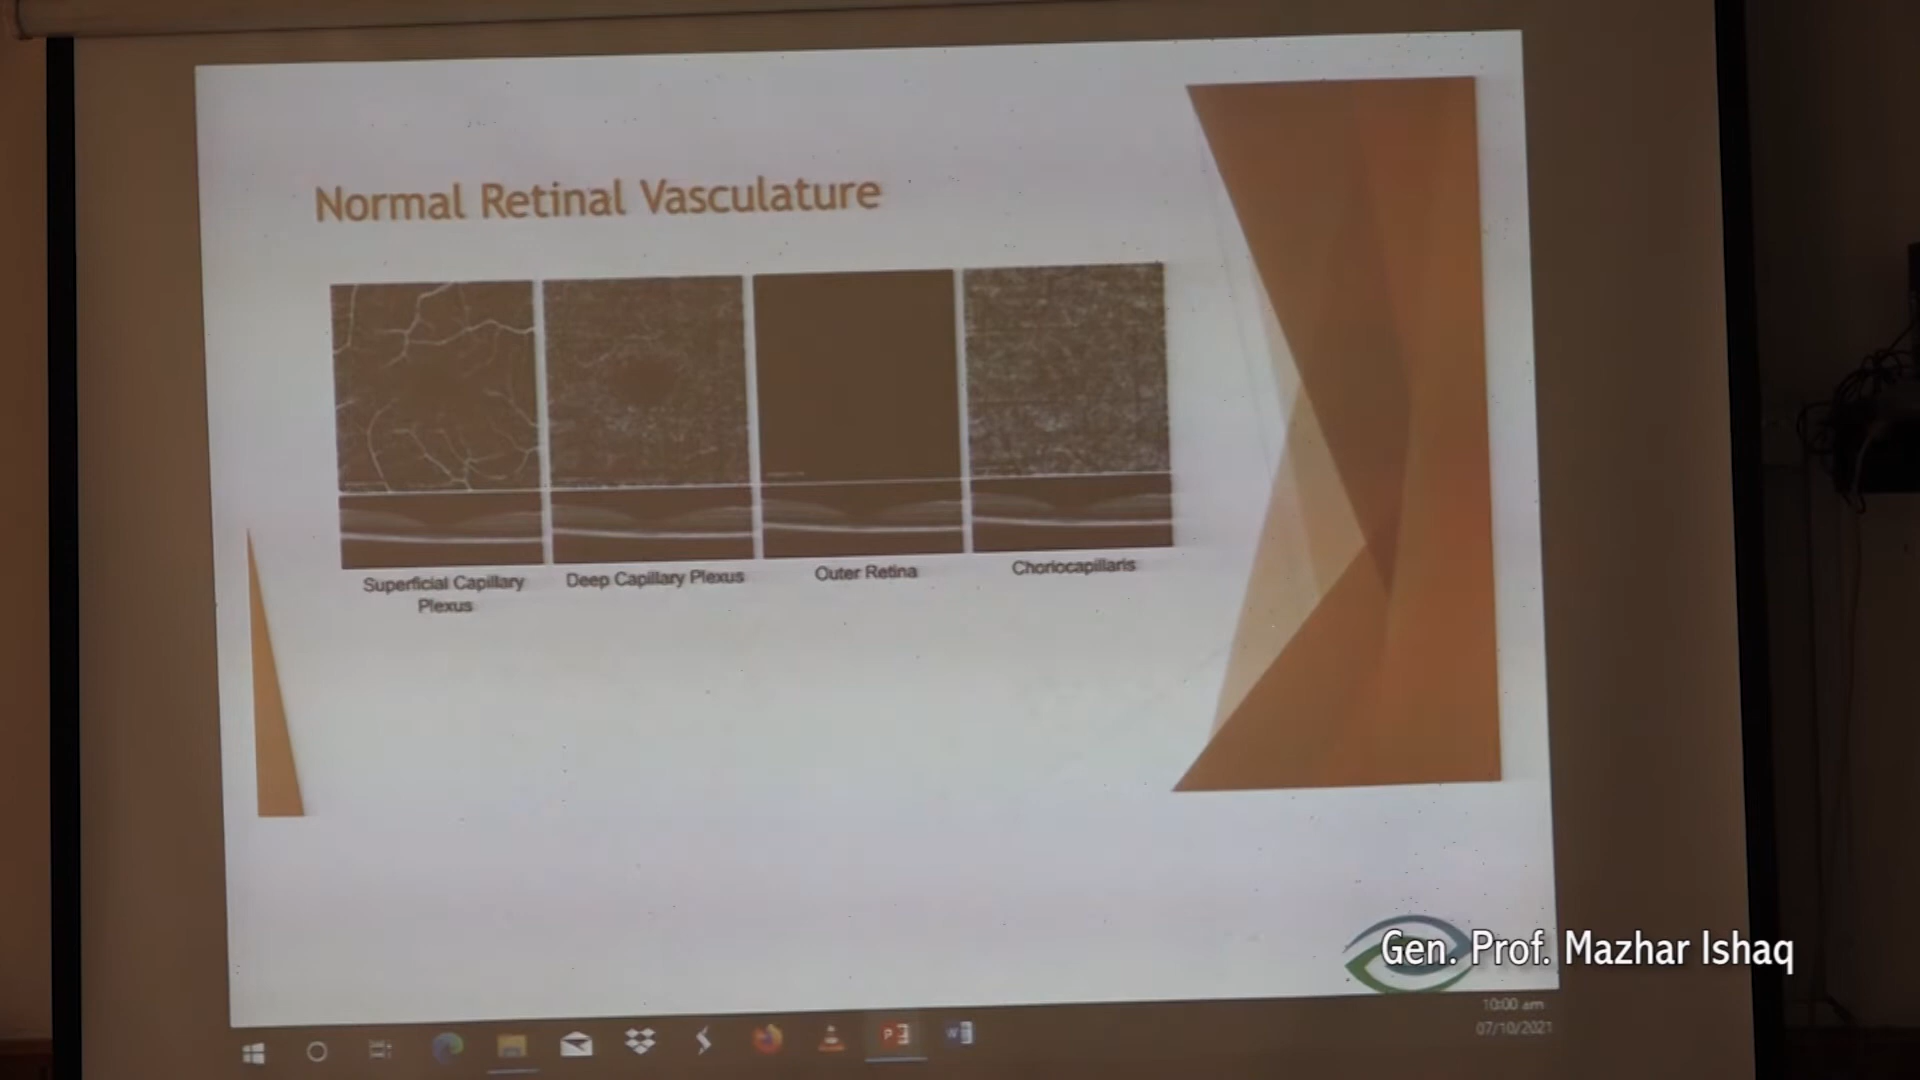 Normal Retinal Vasculature
Superficial Capillary
Plexus
Deep Capillary Plexus
Outer Retina
Choriocapillaris
Gen. Prof. Mazhar Ishaq
10:00 am
07/10/2021